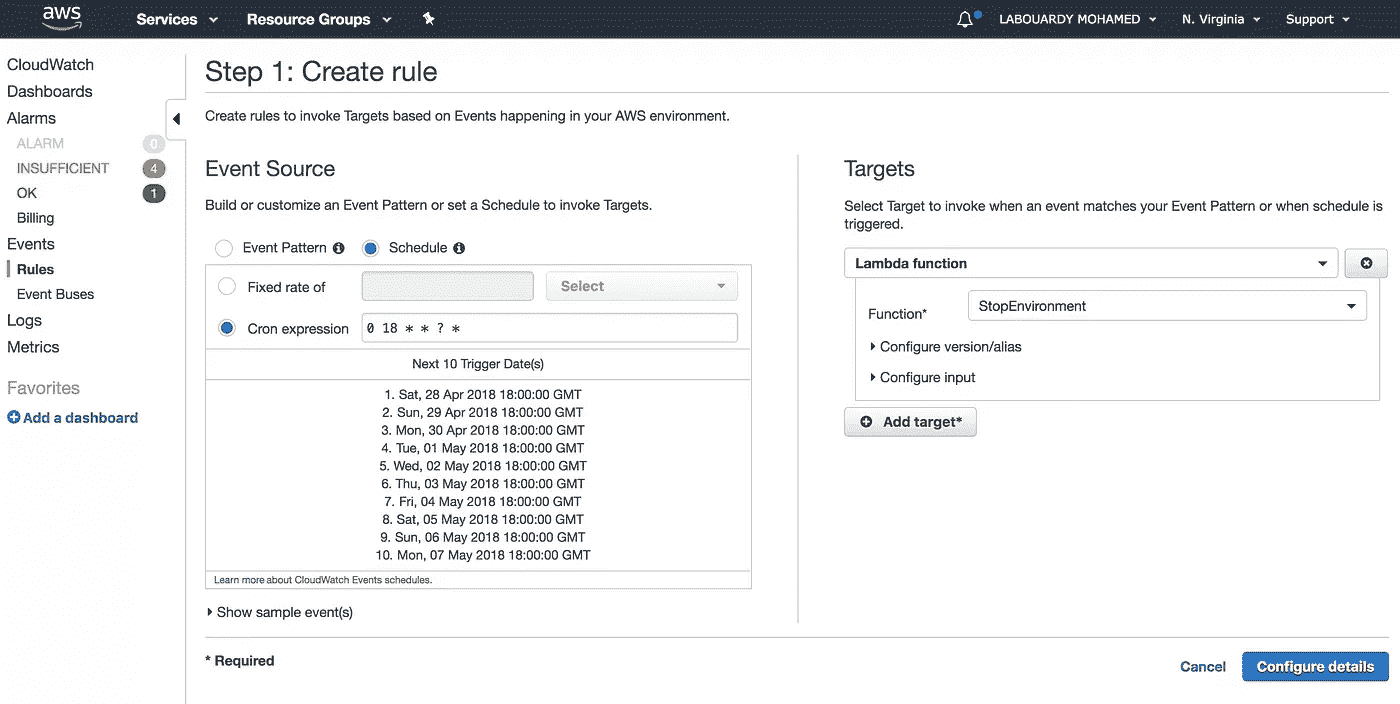 aws
Services
Resource Groups
LABOUARDY MOHAMED
N. Virginia
Support
CloudWatch
Dashboards
Alarms
ALARM 0
INSUFFICIENT 4
OK 1
Billing
Events
Rules
Event Buses
Logs
Metrics
Favorites
Add a dashboard
Step 1: Create rule
Create rules to invoke Targets based on Events happening in your AWS environment.
Event Source
Build or customize an Event Pattern or set a Schedule to invoke Targets.
Event Pattern Schedule
Fixed rate of Select
Cron expression 0 18 * * ? *
Next 10 Trigger Date(s)
1. Sat, 28 Apr 2018 18:00:00 GMT
2. Sun, 29 Apr 2018 18:00:00 GMT
3. Mon, 30 Apr 2018 18:00:00 GMT
4. Tue, 01 May 2018 18:00:00 GMT
5. Wed, 02 May 2018 18:00:00 GMT
6. Thu, 03 May 2018 18:00:00 GMT
7. Fri, 04 May 2018 18:00:00 GMT
8. Sat, 05 May 2018 18:00:00 GMT
9. Sun, 06 May 2018 18:00:00 GMT
10. Mon, 07 May 2018 18:00:00 GMT
Learn more about CloudWatch Events schedules.
Show sample event(s)
Targets
Select Target to invoke when an event matches your Event Pattern or when schedule is
triggered.
Lambda function
Function* StopEnvironment
Configure version/alias
Configure input
Add target*
* Required
Cancel
Configure details